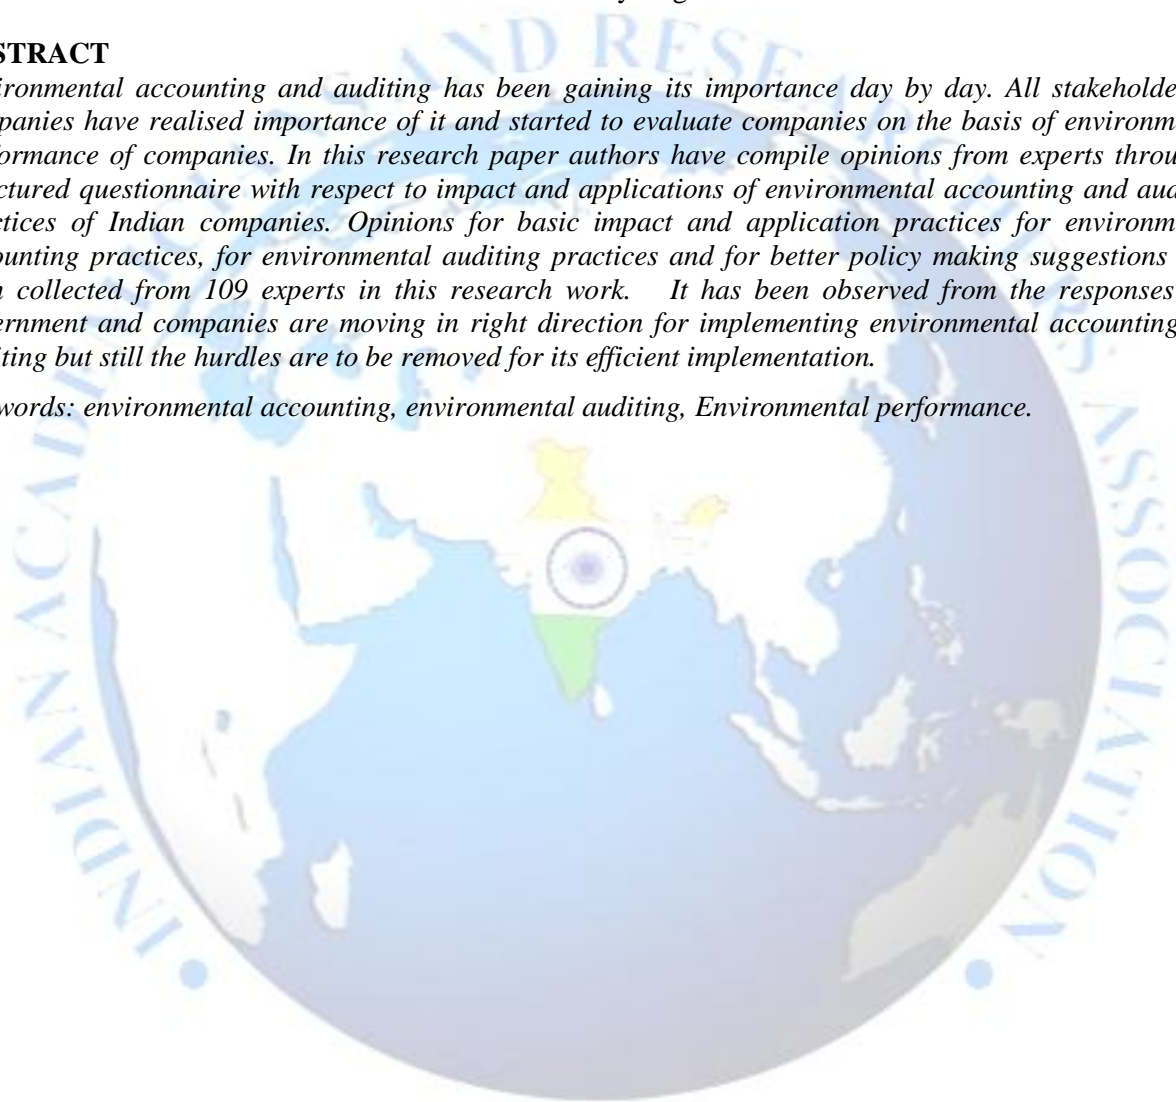 STRACT
ironmental accounting and auditing has been gaining its importance day by day. All stakeholde
panies have realised importance of it and started to evaluate companies on the basis of environm
ormance of companies. In this research paper authors have compile opinions from experts throu
ctured questionnaire with respect to impact and applications of environmental accounting and aud
ctices of Indian companies. Opinions for basic impact and application practices for environm
ounting practices, for environmental auditing practices and for better policy making suggestions
n collected from 109 experts in this research work. It has been observed from the responses
ernment and companies are moving in right direction for implementing environmental accounting
iting but still the hurdles are to be removed for its efficient implementation.
words: environmental accounting, environmental auditing, Environmental performance.
• INDIAN ACADEMICIANS AND RESEARCHERS ASSOCIATION •